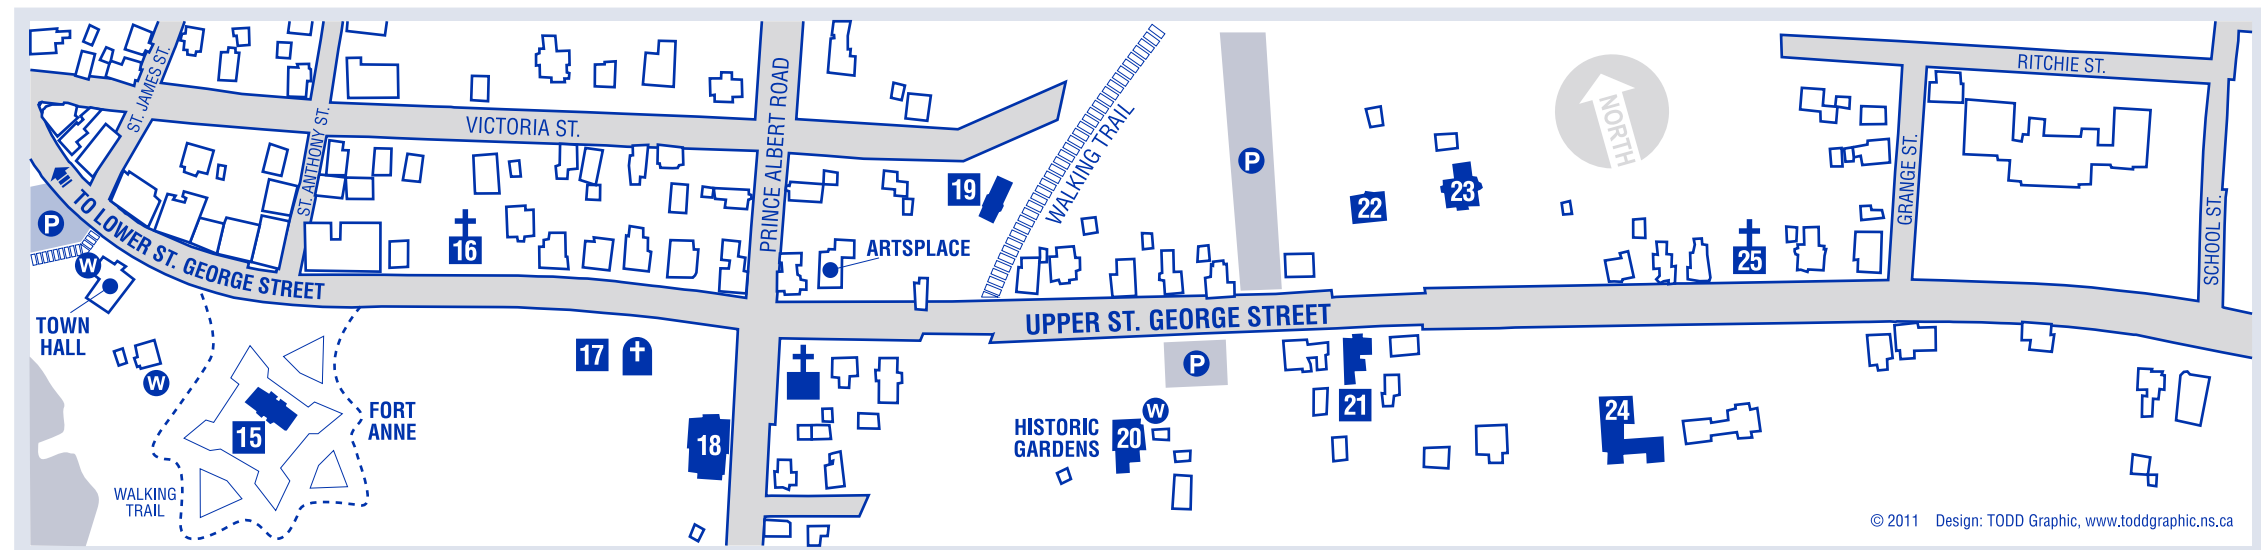 ST. JAMES ST.
ST. ANTHONY ST.
VICTORIA ST.
PRINCE ALBERT ROAD
WALKING TRAIL
P
NORTH
RITCHIE ST.
GRANGE ST.
SCHOOL ST.
19
22
23
16
25
ARTSPLACE
P
TO LOWER ST. GEORGE STREET
W
TOWN
HALL
UPPER ST. GEORGE STREET
17
P
W
15
FORT
ANNE
WALKING
TRAIL
18
HISTORIC
GARDENS
W
20
21
24
© 2011 Design: TODD Graphic, www.toddgraphic.ns.ca